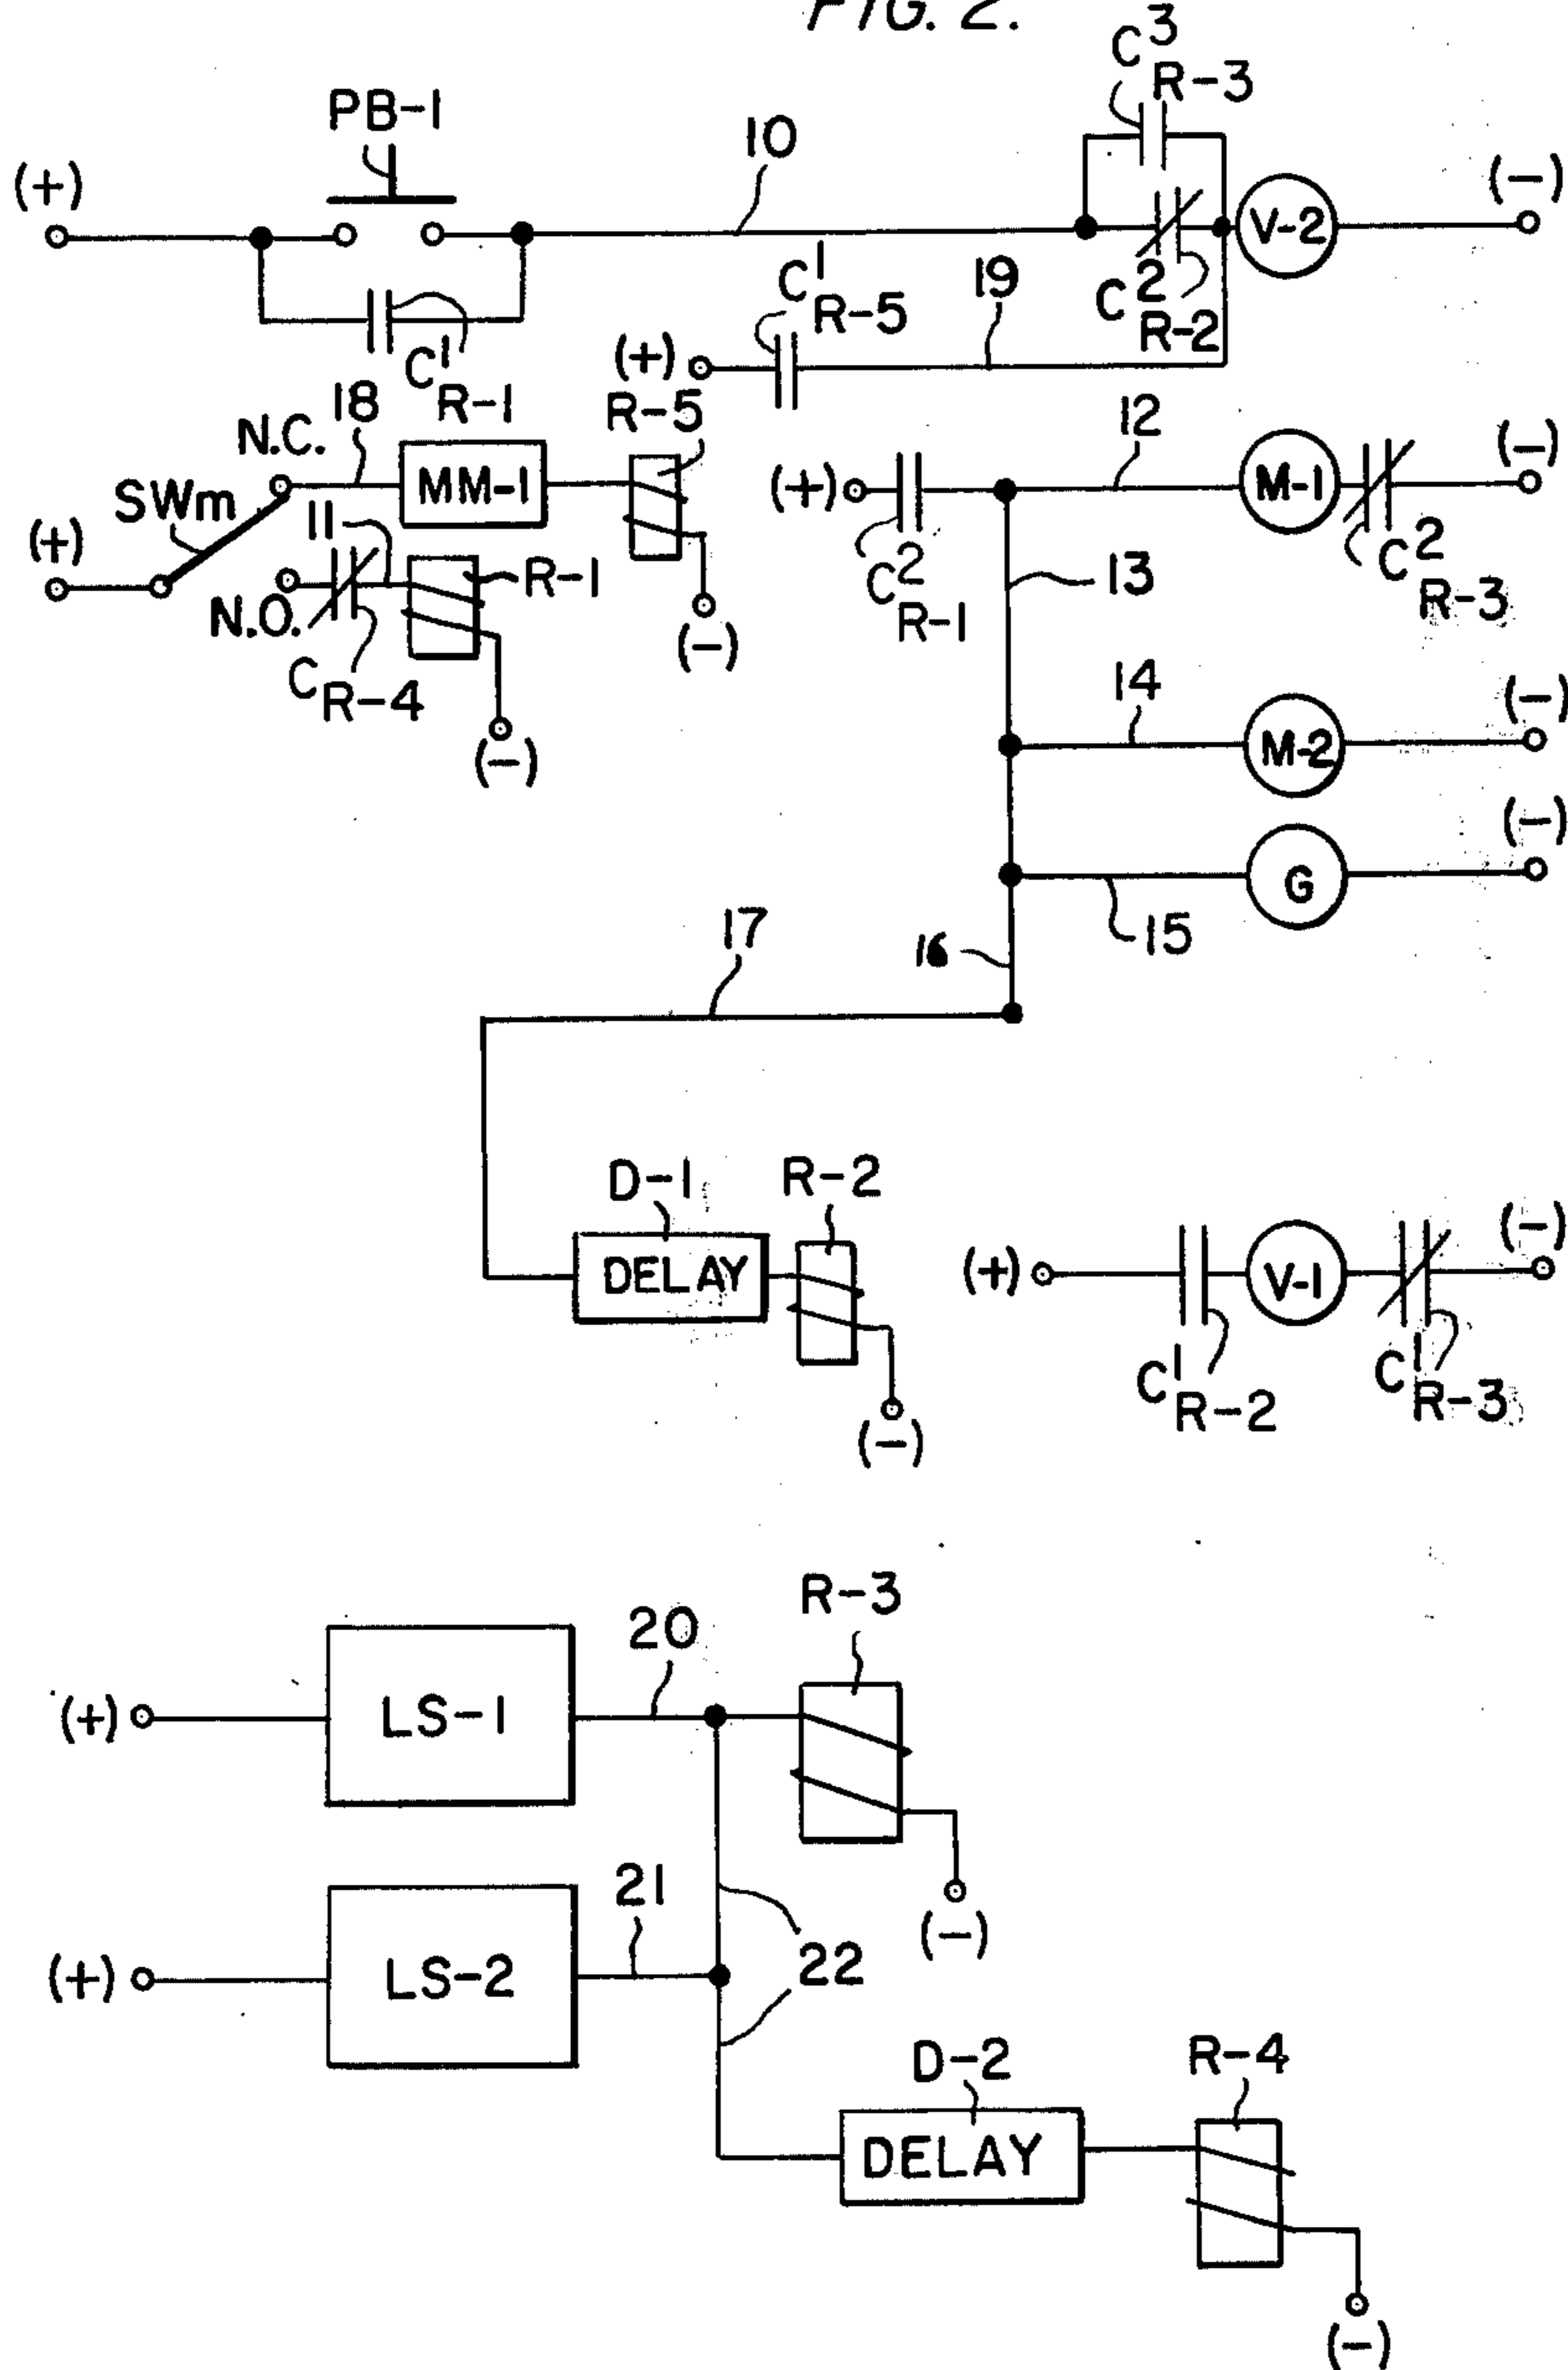 FIG. 2.
C3
R-3
PB-1
10
(+)
(-)
V-2
C1
R-5
19
C2
R-2
C1
R-1
(+)
18
R-5
12
N.C.
MM-1
(+)
M-1
(-)
SWm
11
(+)
R-1
C2
R-1
13
C2
R-3
N.O.
(-)
C
R-4
14
(-)
M-2
(-)
(-)
G
17
16
15
D-1
R-2
DELAY
(+)
V-1
(-)
C1
R-2
C1
R-3
(-)
R-3
20
(+)
LS-1
21
(-)
(+)
LS-2
22
D-2
R-4
DELAY
(-)